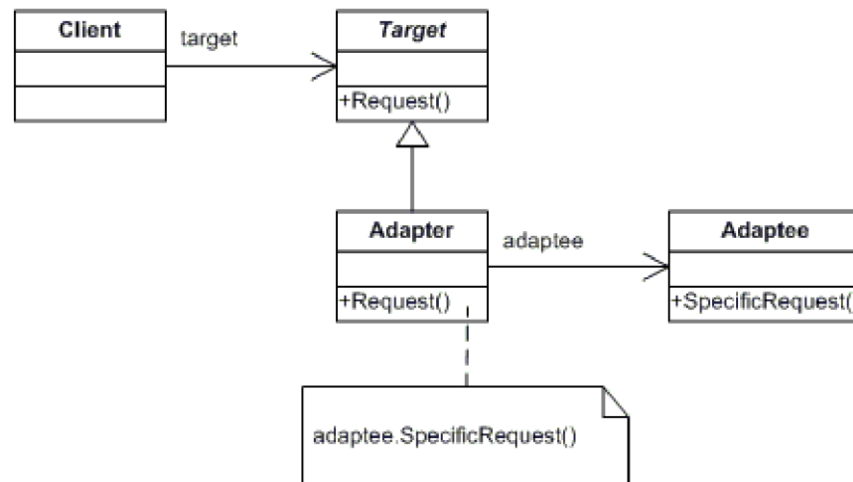 Client
target
Target
+Request()
Adapter
adaptee
Adaptee
+Request()
+SpecificRequest(
adaptee.SpecificRequest()